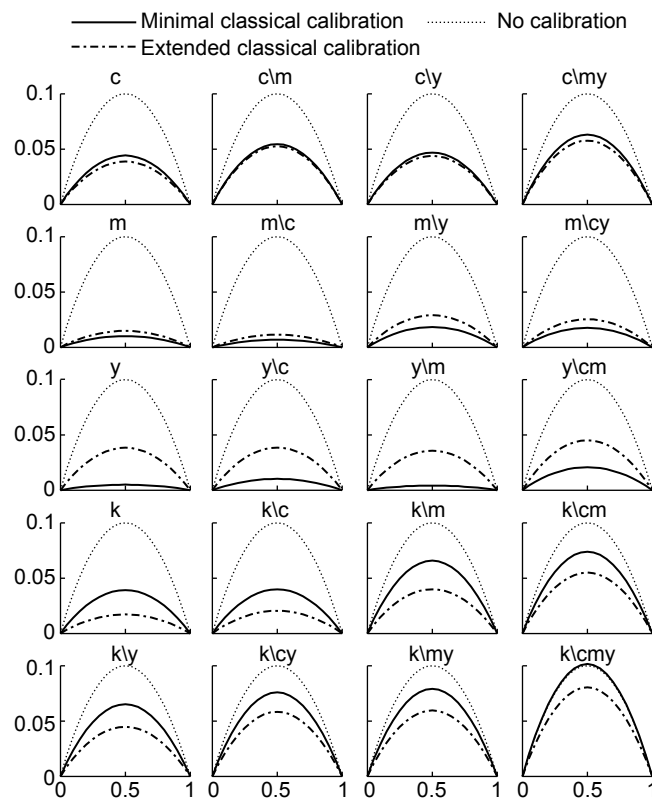 Minimal classical calibration No calibration
Extended classical calibration
c c\m c\y c\my
0.1
0.05
0
m m\c m\y m\cy
0.1
0.05
0
y y\c y\m y\cm
0.1
0.05
0
k k\c k\m k\cm
0.1
0.05
0
k\y k\cy k\my k\cmy
0.1
0.05
0
0 0.5 1 0 0.5 1 0 0.5 1 0 0.5 1